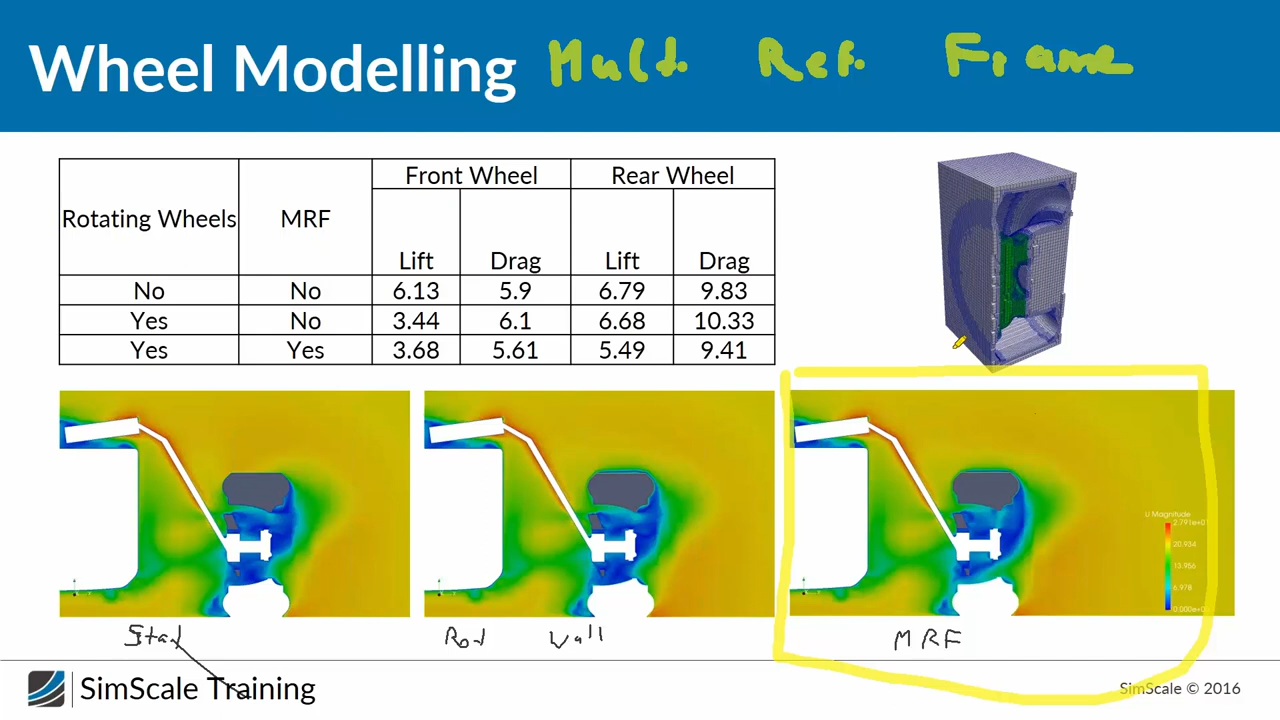 Wheel Modelling Mult. Ref. Frame
Front Wheel Rear Wheel
Rotating Wheels MRF
Lift Drag Lift Drag
No No 6.13 5.9 6.79 9.83
Yes No 3.44 6.1 6.68 10.33
Yes Yes 3.68 5.61 5.49 9.41
U Magnitude
20.934
13.956
6.978
Rot Wall MRF
SimScale Training
SimScale © 2016